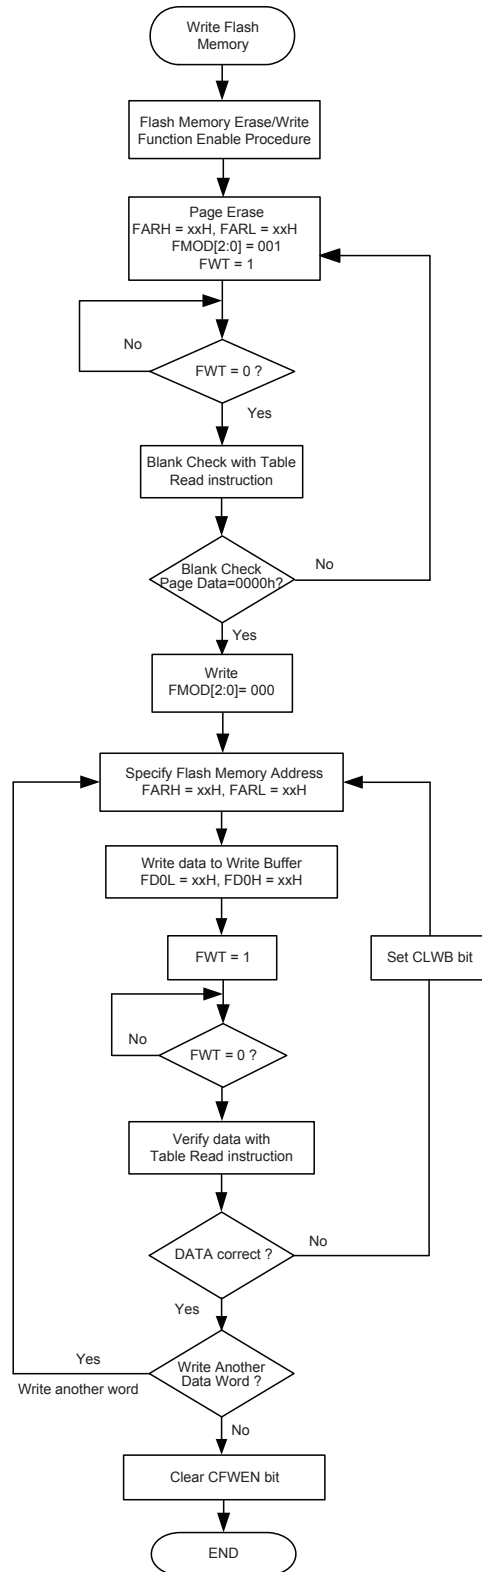 Write Flash
Memory
Flash Memory Erase/Write
Function Enable Procedure
Page Erase
FARH = xxH, FARL = xxH
FMOD[2:0] = 001
FWT = 1
No
FWT = 0 ?
Yes
Blank Check with Table
Read instruction
Blank Check
Page Data=0000h?
No
Yes
Write
FMOD[2:0]= 000
Specify Flash Memory Address
FARH = xxH, FARL = xxH
Write data to Write Buffer
FD0L = xxH, FD0H = xxH
FWT = 1
Set CLWB bit
No
FWT = 0 ?
Verify data with
Table Read instruction
DATA correct ?
No
Yes
Yes
Write another word
Write Another
Data Word ?
No
Clear CFWEN bit
END